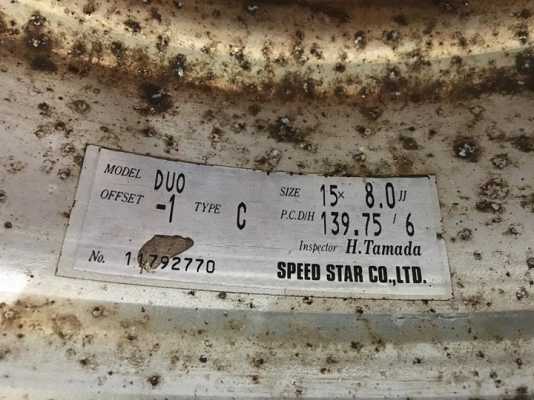 MODEL DUO SIZE 15× 8.0JJ
OFFSET -1 TYPE C P.C.D/H 139.75 / 6
Inspector H.Tamada
No. 11792770
SPEED STAR CO.,LTD.